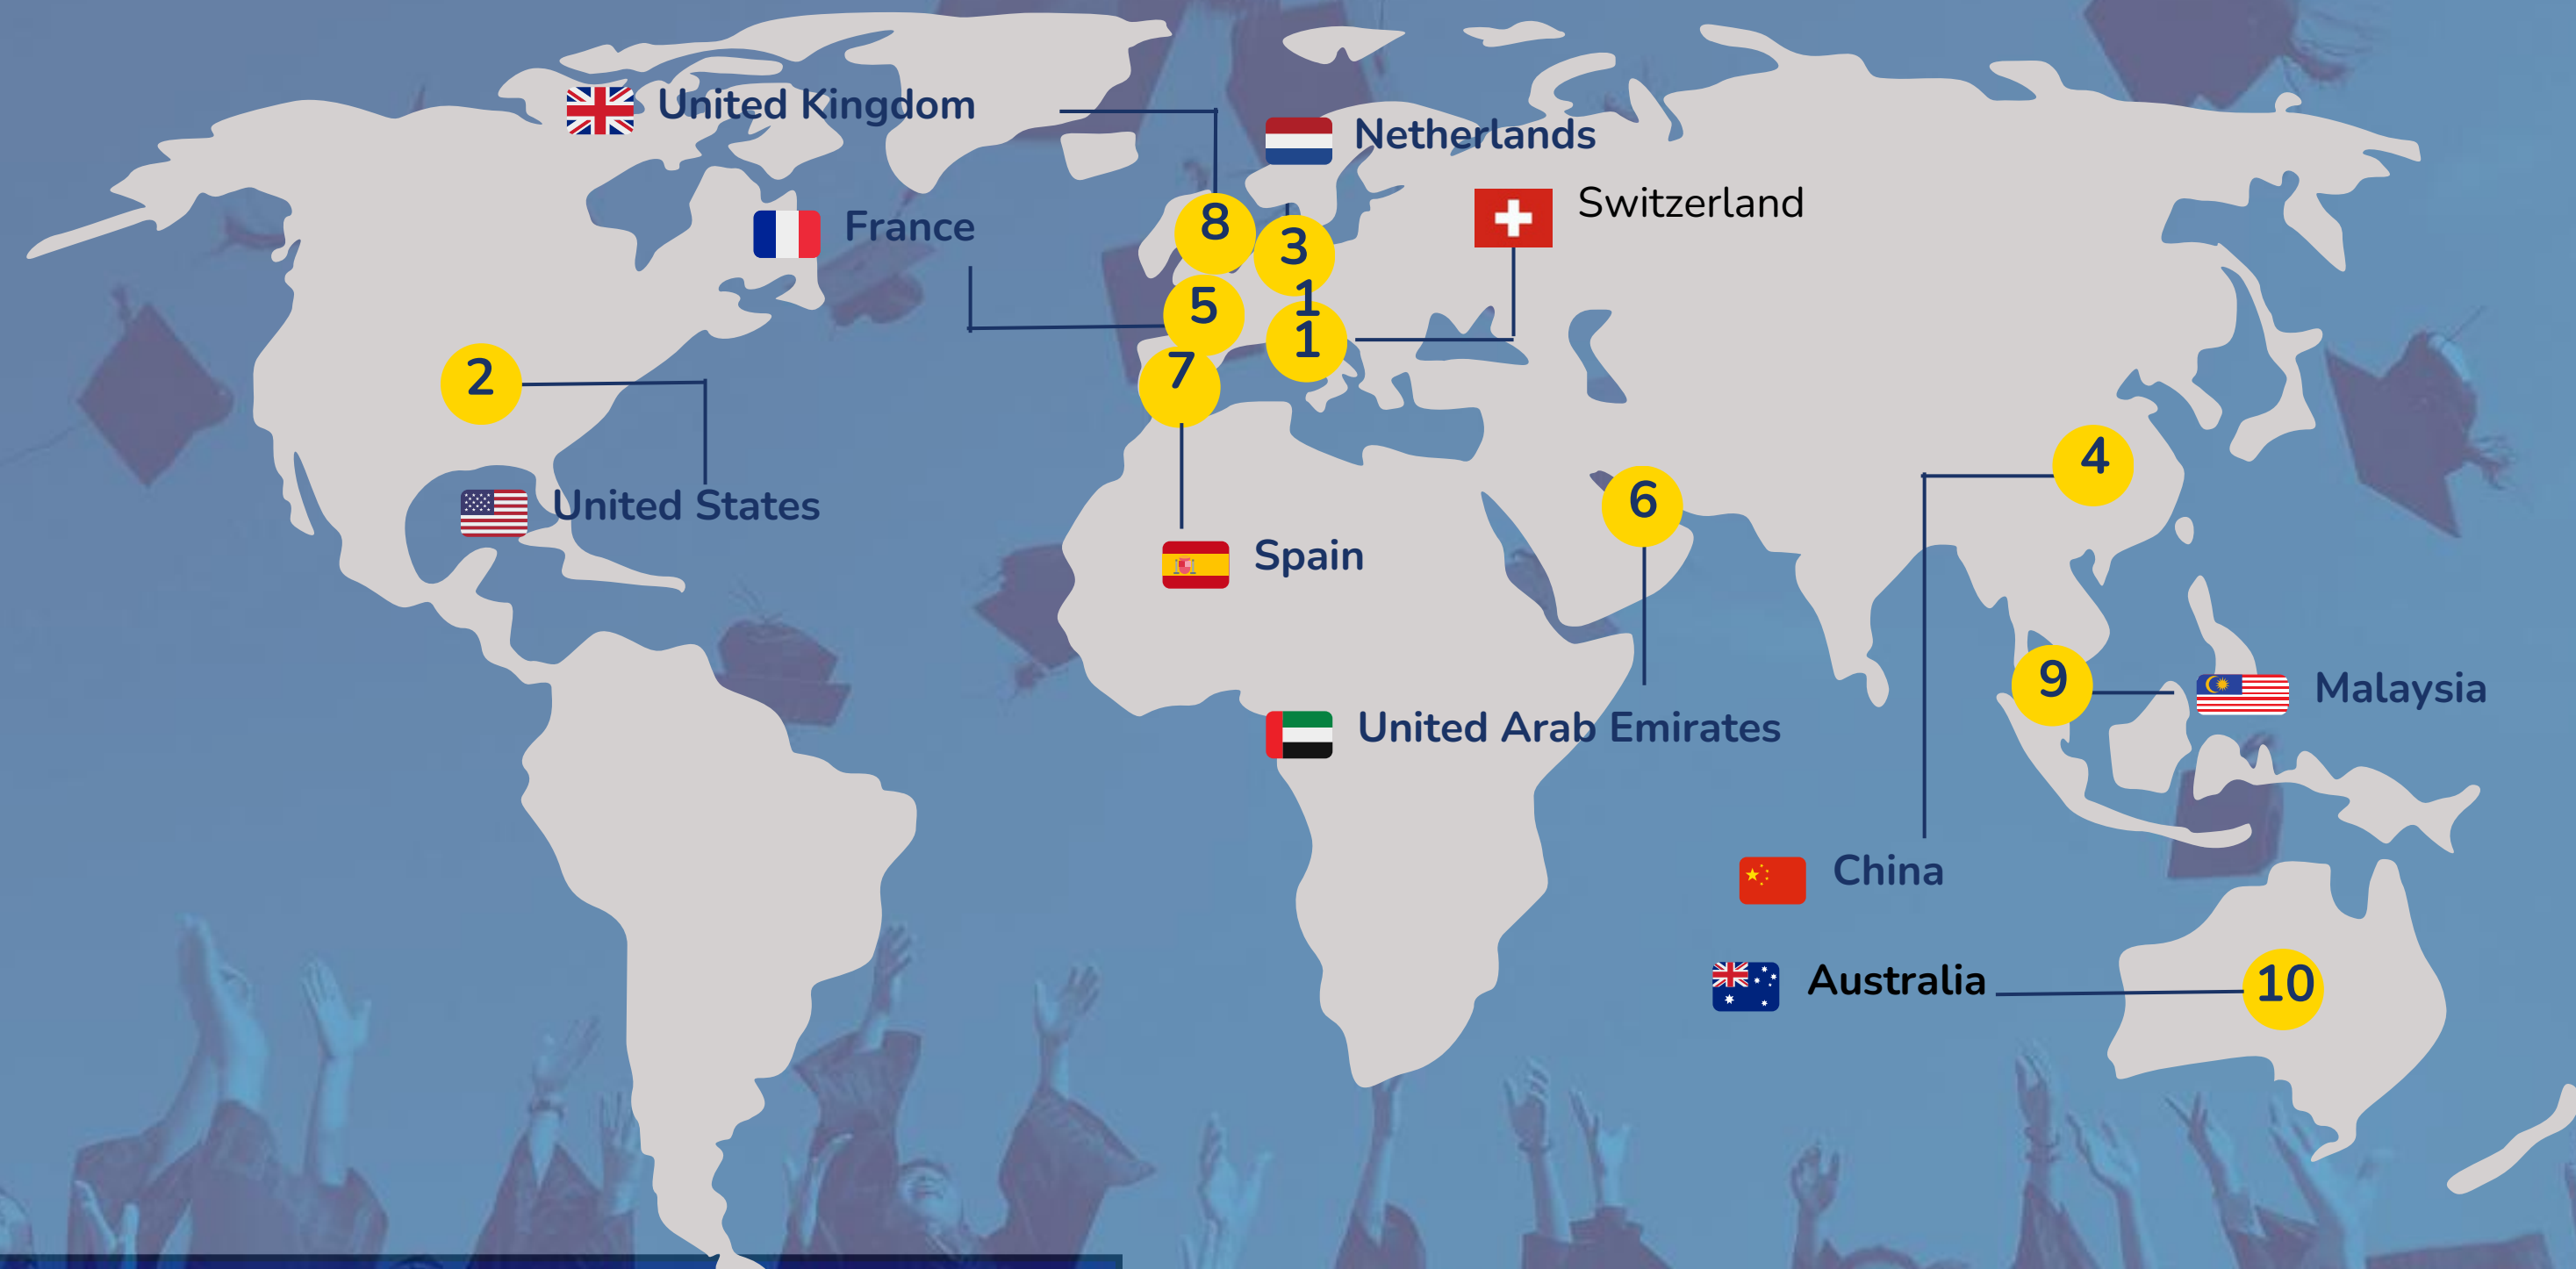 United Kingdom
Netherlands
Switzerland
France
8
3
5
1
1
7
2
4
6
United States
Spain
9
Malaysia
United Arab Emirates
China
Australia
10